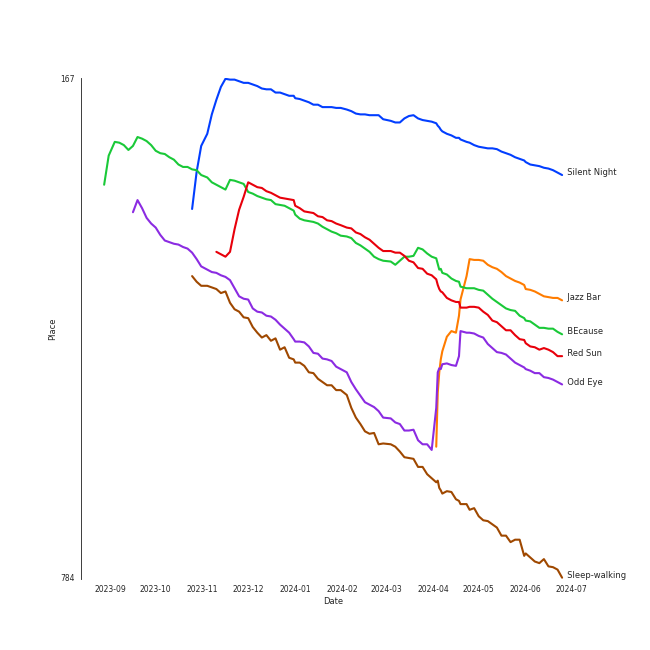 167
Silent Night
Jazz Bar
BEcause
Red Sun
Odd Eye
Sleep-walking
784
Place
2023-09 2023-10 2023-11 2023-12 2024-01 2024-02 2024-03 2024-04 2024-05 2024-06 2024-07
Date